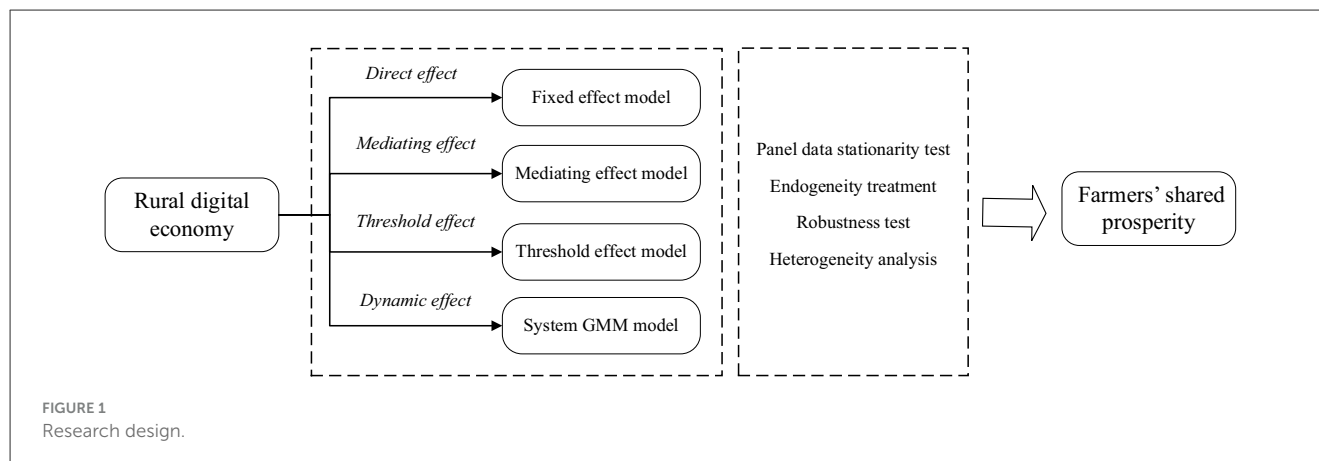 Rural digital
economy
Direct effect
Fixed effect model
Mediating effect
Mediating effect model
Threshold effect
Threshold effect model
Dynamic effect
System GMM model
Panel data stationarity test
Endogeneity treatment
Robustness test
Heterogeneity analysis
Farmers’ shared
prosperity
FIGURE 1
Research design.